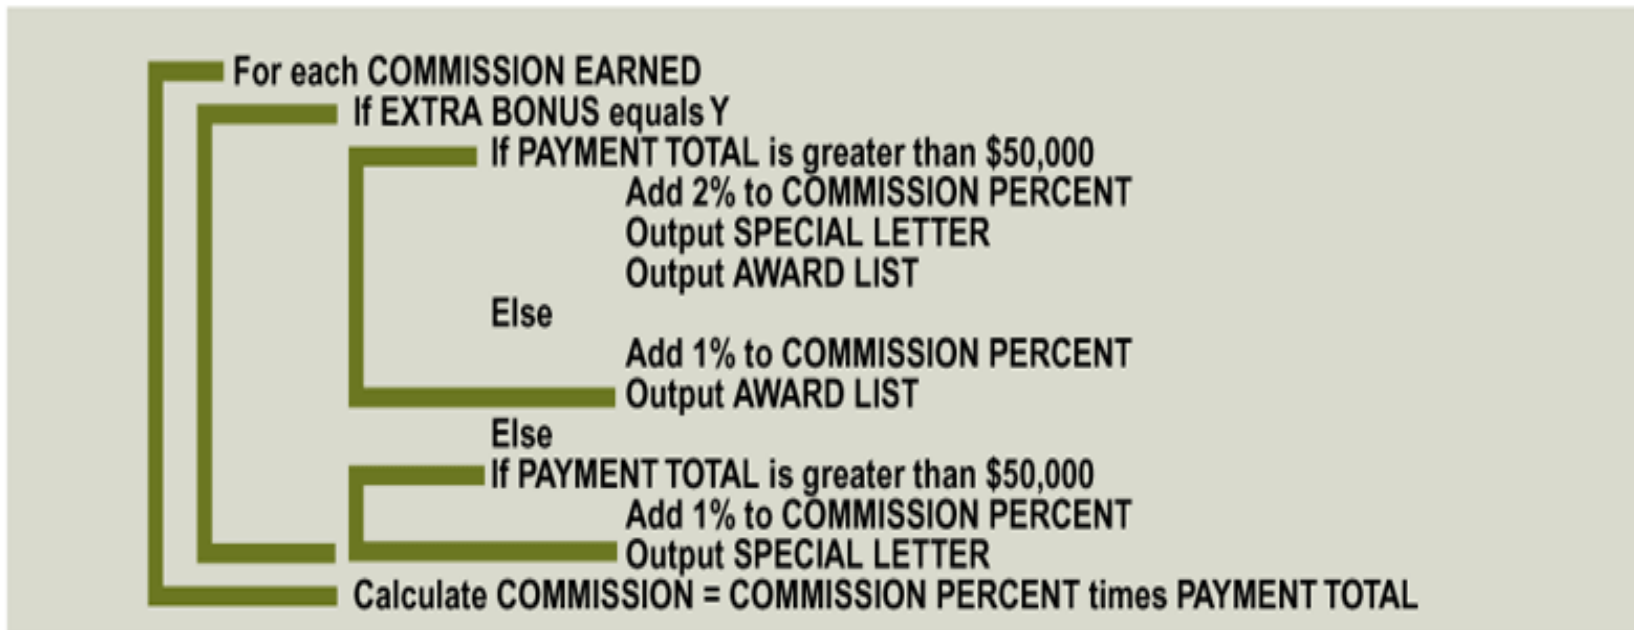 For each COMMISSION EARNED
If EXTRA BONUS equals Y
If PAYMENT TOTAL is greater than $50,000
Add 2% to COMMISSION PERCENT
Output SPECIAL LETTER
Output AWARD LIST
Else
Add 1% to COMMISSION PERCENT
Output AWARD LIST
Else
If PAYMENT TOTAL is greater than $50,000
Add 1% to COMMISSION PERCENT
Output SPECIAL LETTER
Calculate COMMISSION = COMMISSION PERCENT times PAYMENT TOTAL